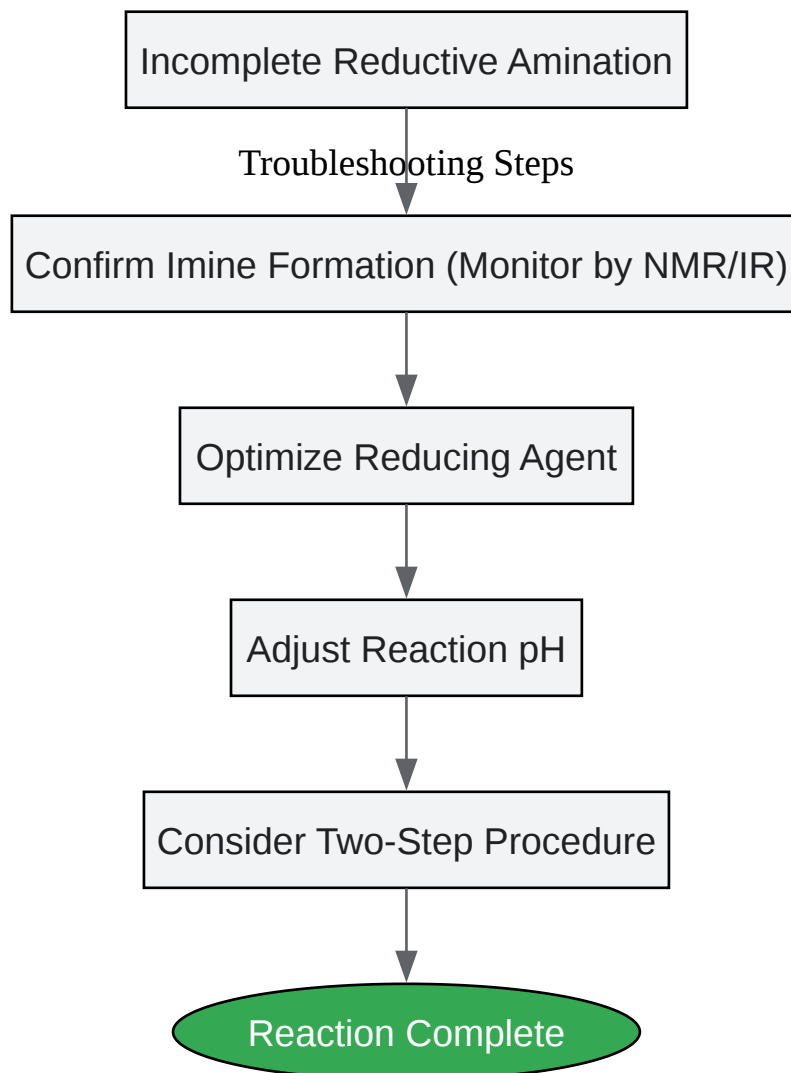 Incomplete Reductive Amination
Troubleshooting Steps
Confirm Imine Formation (Monitor by NMR/IR)
Optimize Reducing Agent
Adjust Reaction pH
Consider Two-Step Procedure
Reaction Complete